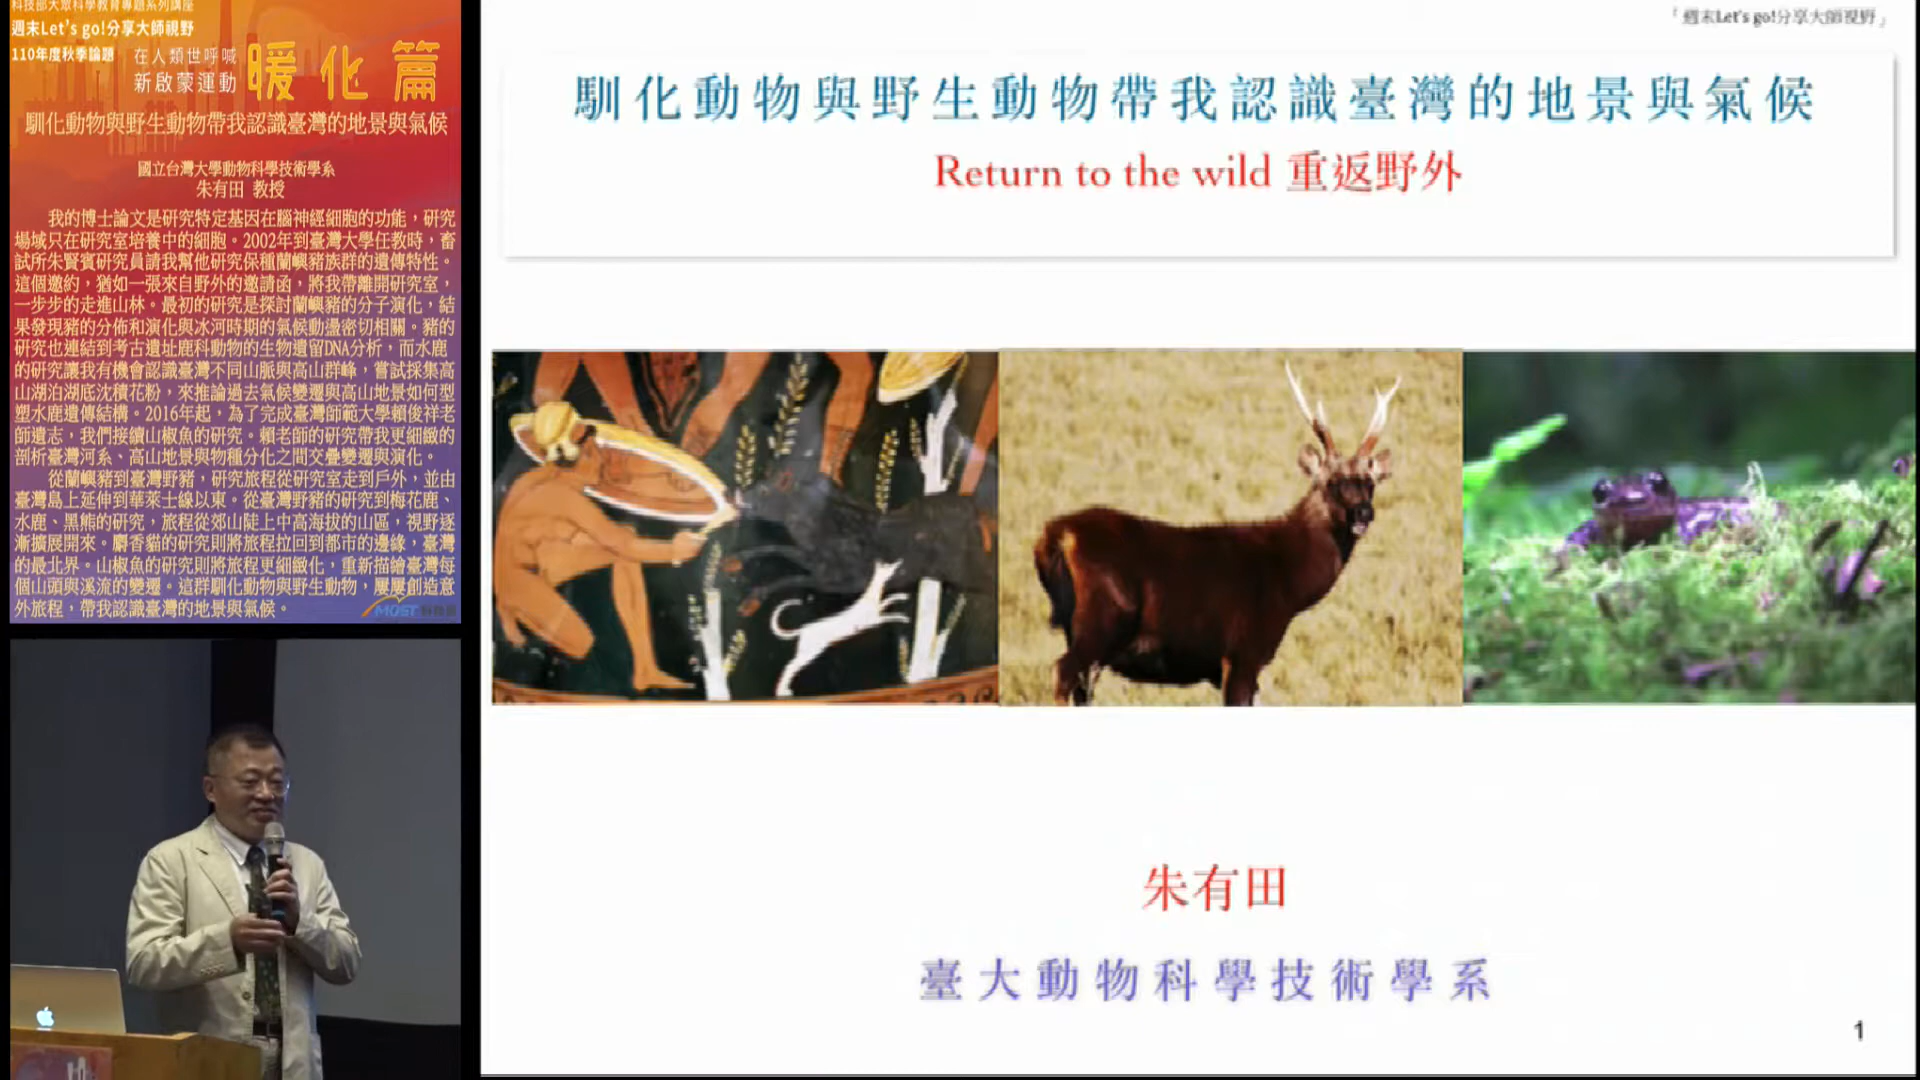 科技部大眾科學教育專題系列講座
週末Let's go!分享大師視野
110年度秋季論題
在人類世呼喊
新啟蒙運動
暖化篇
馴化動物與野生動物帶我認識臺灣的地景與氣候
國立台灣大學動物科學技術學系
朱有田 教授
我的博士論文是研究特定基因在腦神經細胞的功能，研究
場域只在研究室培養中的細胞。2002年到臺灣大學任教時，畜
試所朱賢賓研究員請我幫他研究保種蘭嶼豬族群的遺傳特性。
這個邀約，猶如一張來自野外的邀請函，將我帶離開研究室，
一步步的走進山林。最初的研究是探討蘭嶼豬的分子演化，結
果發現豬的分佈和演化與冰河時期的氣候動盪密切相關。豬的
研究也連結到考古遺址鹿科動物的生物遺留DNA分析，而水鹿
的研究讓我有機會認識臺灣不同山脈與高山群峰，嘗試採集高
山湖泊湖底沈積花粉，來推論過去氣候變遷與高山地景如何型
塑水鹿遺傳結構。2016年起，為了完成臺灣師範大學賴俊祥老
師遺志，我們接續山椒魚的研究。賴老師的研究帶我更細緻的
剖析臺灣河系、高山地景與物種分化之間交疊變遷與演化。
從蘭嶼豬到臺灣野豬，研究旅程從研究室走到戶外，並由
臺灣島上延伸到華萊士線以東。從臺灣野豬的研究到梅花鹿、
水鹿、黑熊的研究，旅程從郊山陡上中高海拔的山區，視野逐
漸擴展開來。麝香貓的研究則將旅程拉回到都市的邊緣，臺灣
的最北界。山椒魚的研究則將旅程更細緻化，重新描繪臺灣每
個山頭與溪流的變遷。這群馴化動物與野生動物，屢屢創造意
外旅程，帶我認識臺灣的地景與氣候。
MOST 科技部
「週末Let's go!分享大師視野」
馴化動物與野生動物帶我認識臺灣的地景與氣候
Return to the wild 重返野外
朱有田
臺大動物科學技術學系
1